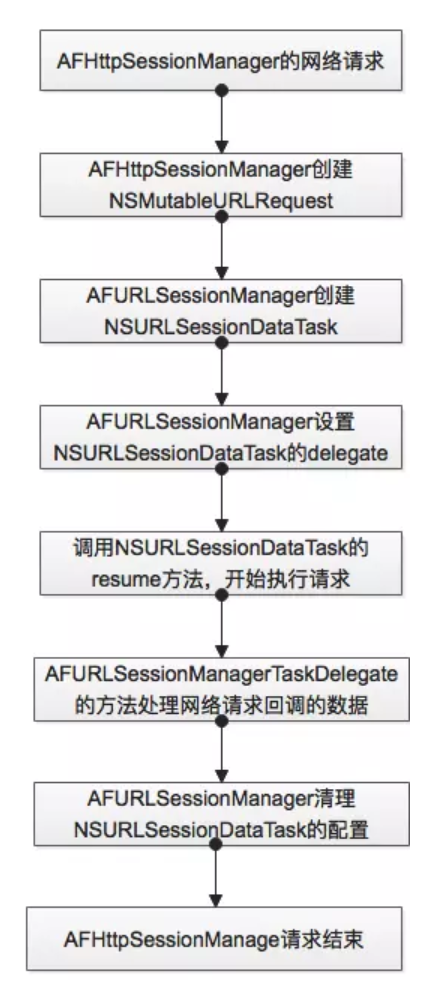 AFHttpSessionManager的网络请求
AFHttpSessionManager创建
NSMutableURLRequest
AFURLSessionManager创建
NSURLSessionDataTask
AFURLSessionManager设置
NSURLSessionDataTask的delegate
调用NSURLSessionDataTask的
resume方法，开始执行请求
AFURLSessionManagerTaskDelegate
的方法处理网络请求回调的数据
AFURLSessionManager清理
NSURLSessionDataTask的配置
AFHttpSessionManage请求结束